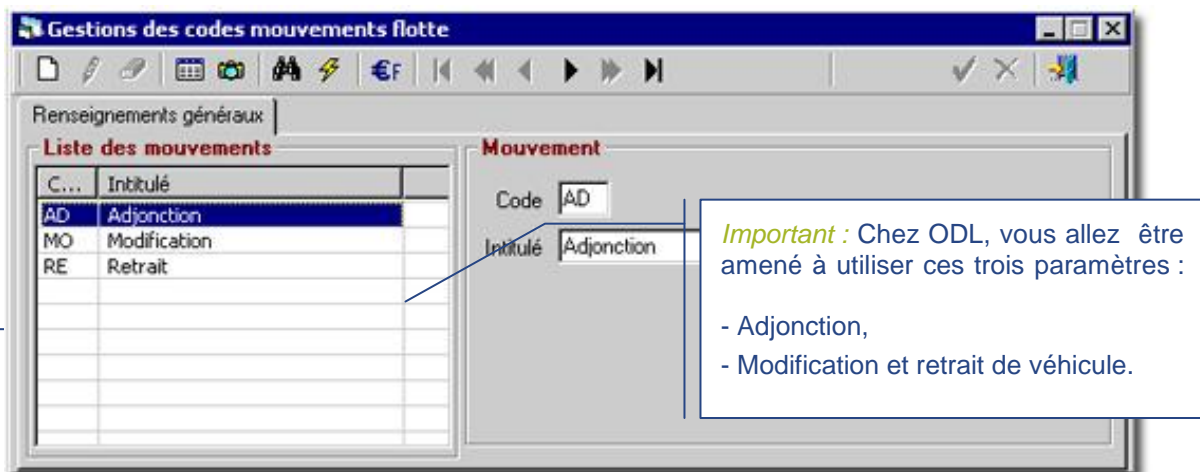 Gestions des codes mouvements flotte
€F
Renseignements généraux
Liste des mouvements
C... Intitulé
AD Adjonction
MO Modification
RE Retrait
Mouvement
Code AD
Intitulé Adjonction
Important : Chez ODL, vous allez être
amené à utiliser ces trois paramètres :
- Adjonction,
- Modification et retrait de véhicule.